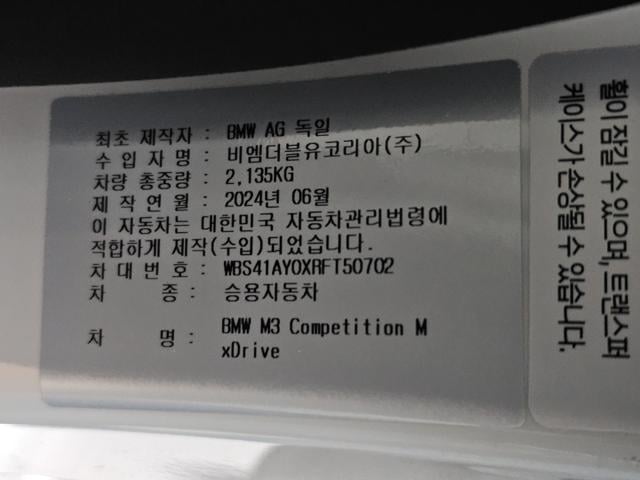 최초 제작자 : BMW AG 독일
수 입 자 명 : 비엠더블유코리아(주)
차량 총중량 : 2,135KG
제 작 연 월 : 2024년 06월
이 자동차는 대한민국 자동차관리법령에
적합하게 제작(수입)되었습니다.
차 대 번 호 : WBS41AY0XRFT50702
차 종 : 승용자동차
차 명 : BMW M3 Competition M
xDrive
휠이 잠길 수 있으며, 트랜스퍼
케이스가 손상될 수 있습니다.